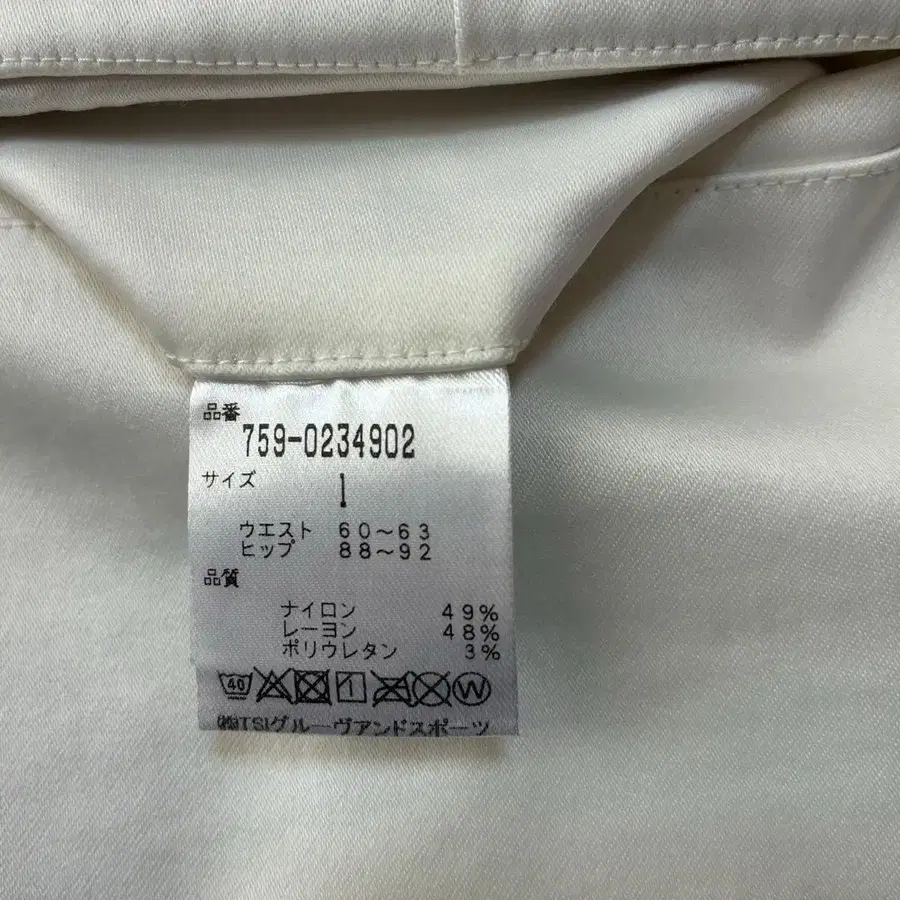 品番
759-0234902
サイズ 1
ウエスト 60～63
ヒップ 88～92
品質
ナイロン 49%
レーヨン 48%
ポリウレタン 3%
40 W
㈱TSIグルーヴアンドスポーツ